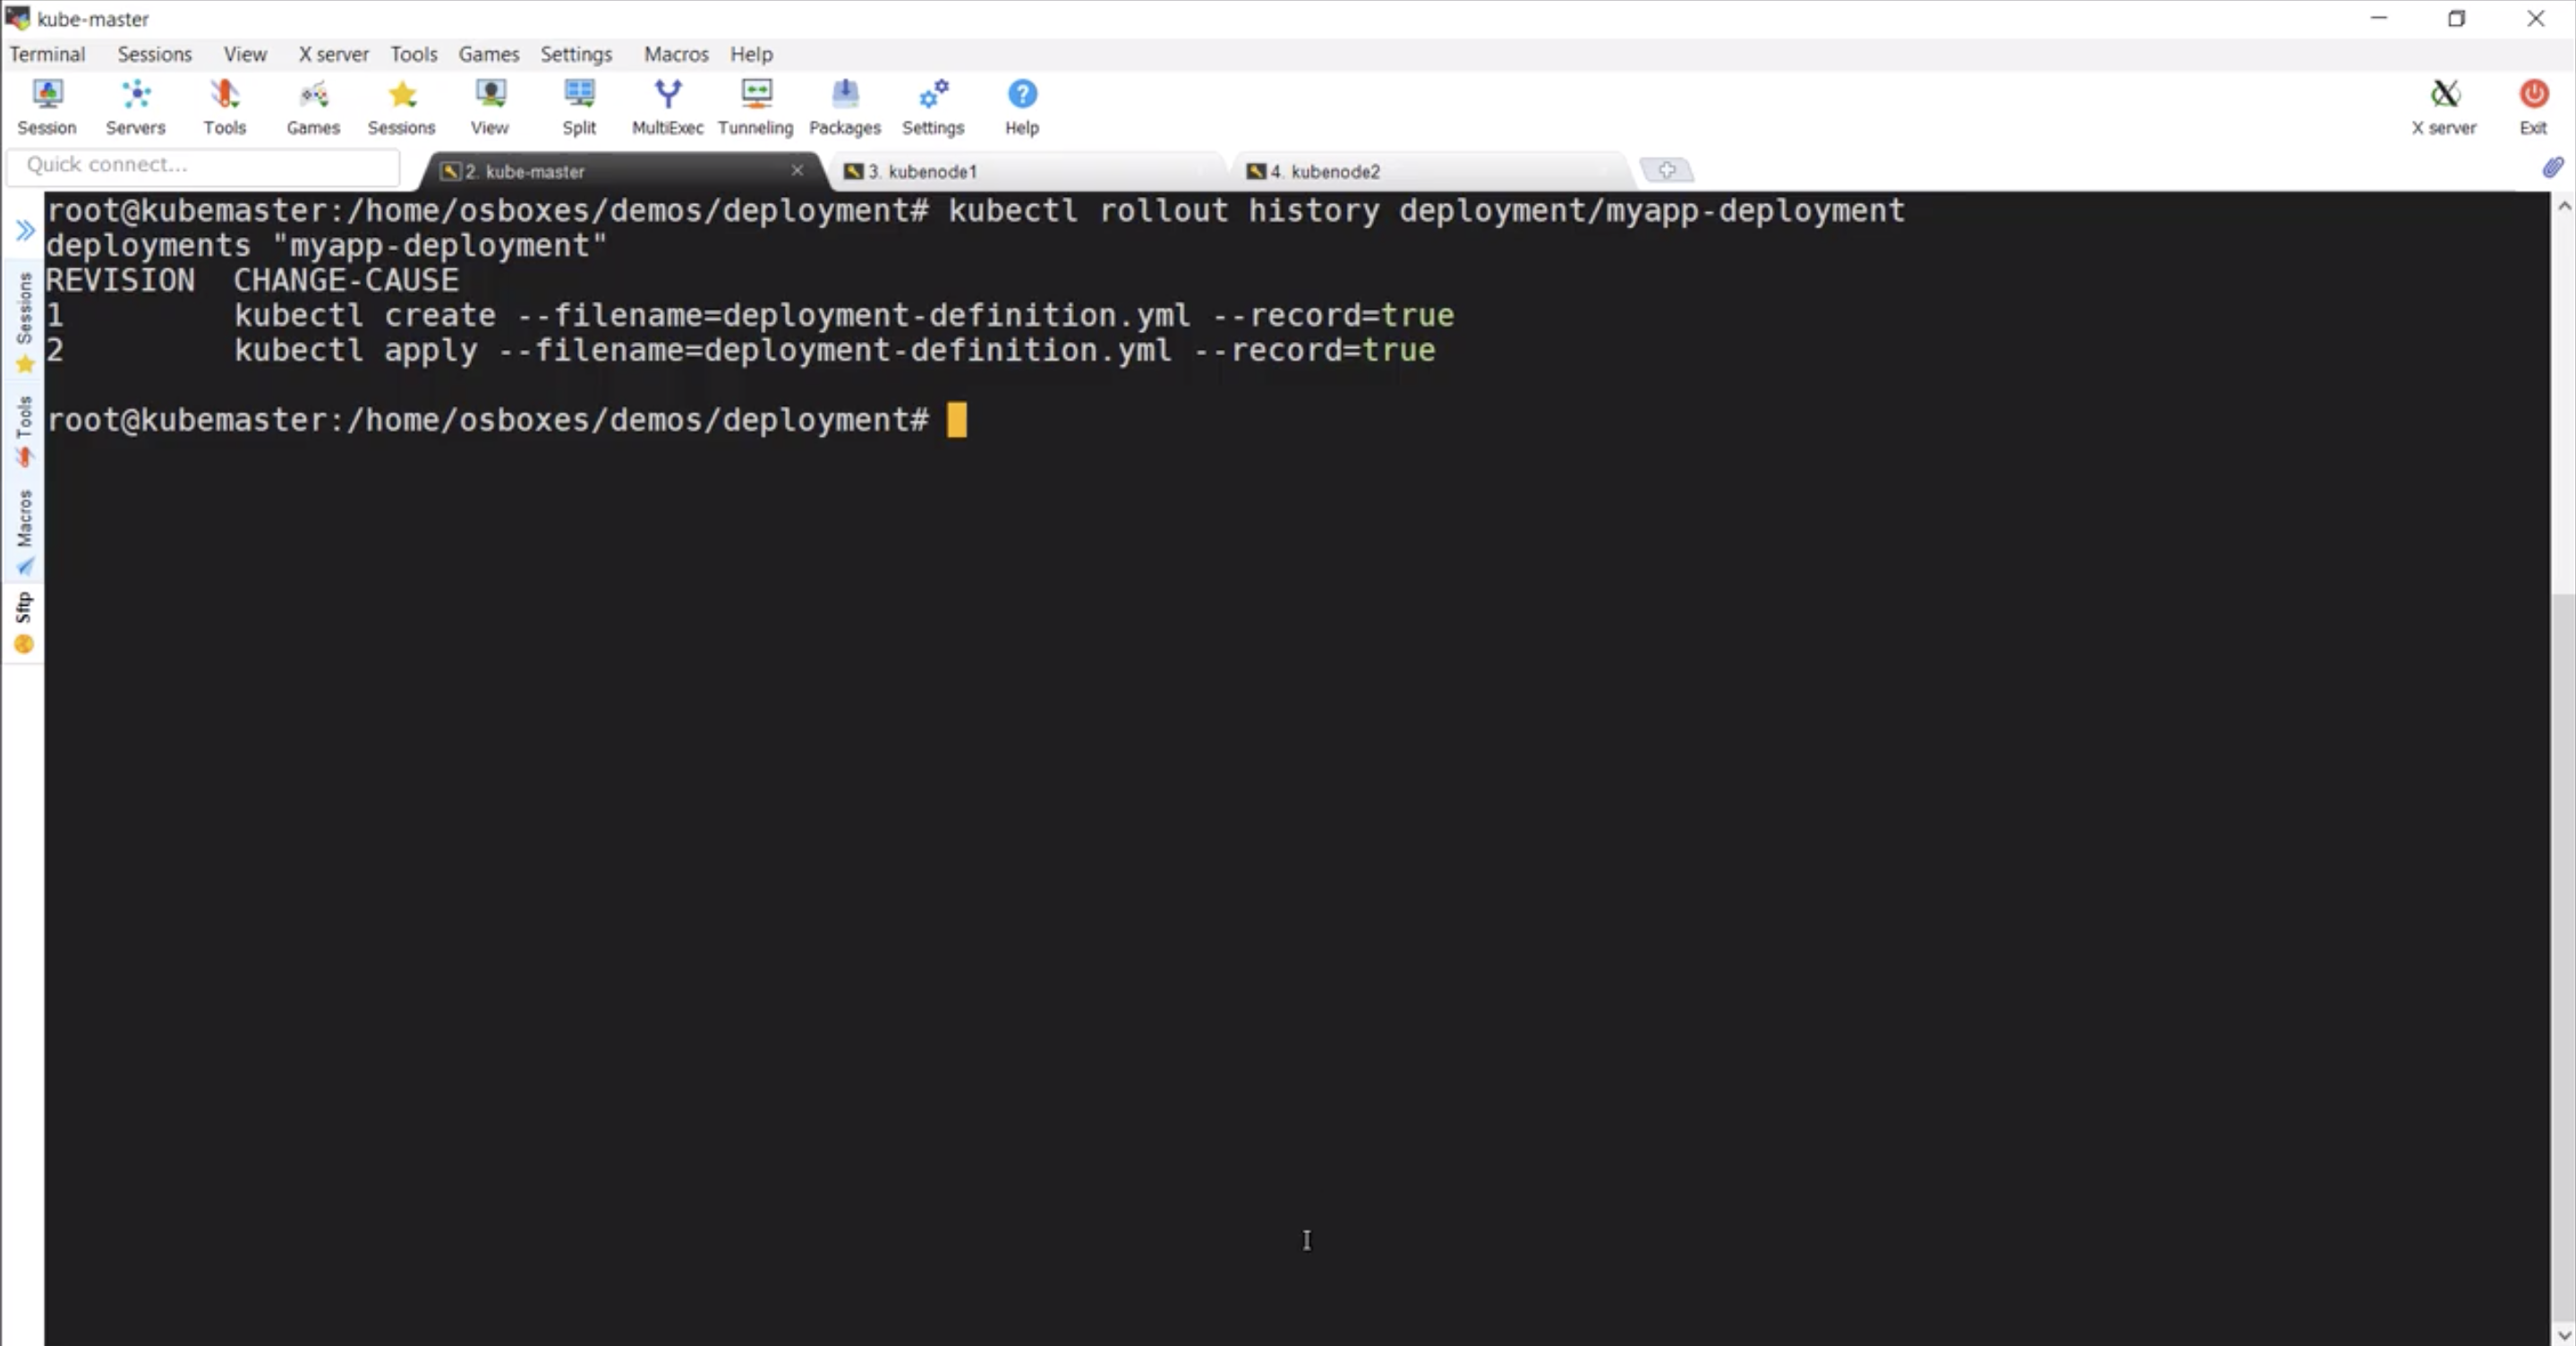 kube-master
Terminal Sessions View X server Tools Games Settings Macros Help
Session Servers Tools Games Sessions View Split MultiExec Tunneling Packages Settings Help X server Exit
Quick connect... 2. kube-master 3. kubenode1 4. kubenode2
root@kubemaster:/home/osboxes/demos/deployment# kubectl rollout history deployment/myapp-deployment
deployments "myapp-deployment"
REVISION  CHANGE-CAUSE
1         kubectl create --filename=deployment-definition.yml --record=true
2         kubectl apply --filename=deployment-definition.yml --record=true
root@kubemaster:/home/osboxes/demos/deployment#
Sessions
Tools
Macros
Sftp